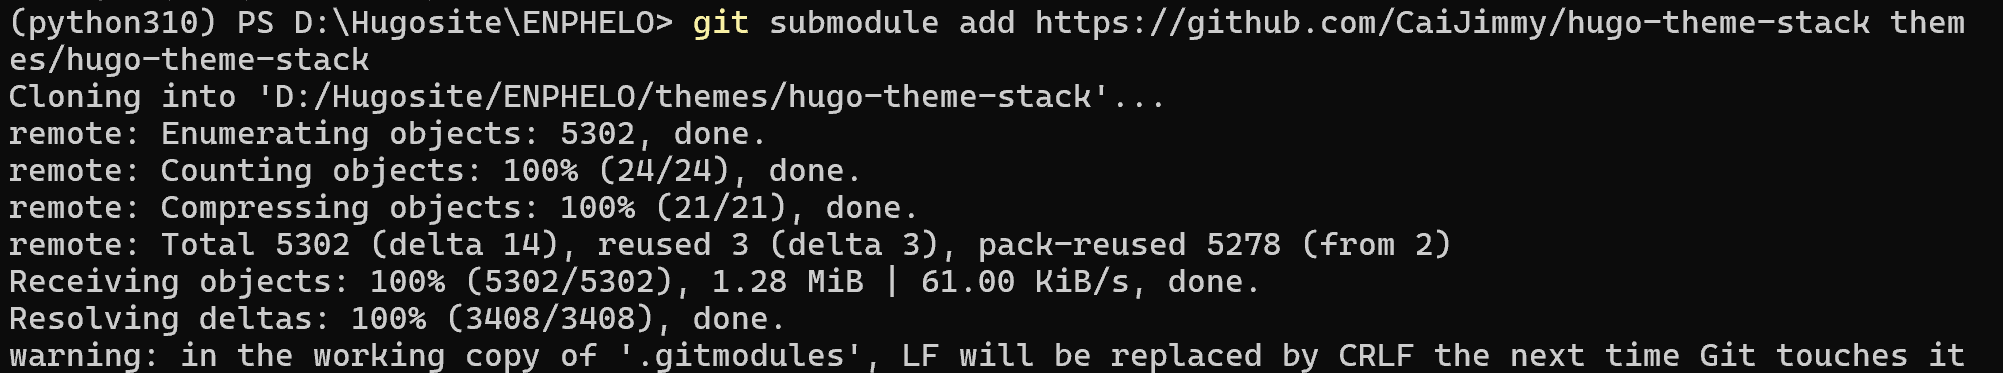 (python310) PS D:\Hugosite\ENPHELO> git submodule add https://github.com/CaiJimmy/hugo-theme-stack them
es/hugo-theme-stack
Cloning into 'D:/Hugosite/ENPHELO/themes/hugo-theme-stack'...
remote: Enumerating objects: 5302, done.
remote: Counting objects: 100% (24/24), done.
remote: Compressing objects: 100% (21/21), done.
remote: Total 5302 (delta 14), reused 3 (delta 3), pack-reused 5278 (from 2)
Receiving objects: 100% (5302/5302), 1.28 MiB | 61.00 KiB/s, done.
Resolving deltas: 100% (3408/3408), done.
warning: in the working copy of '.gitmodules', LF will be replaced by CRLF the next time Git touches it